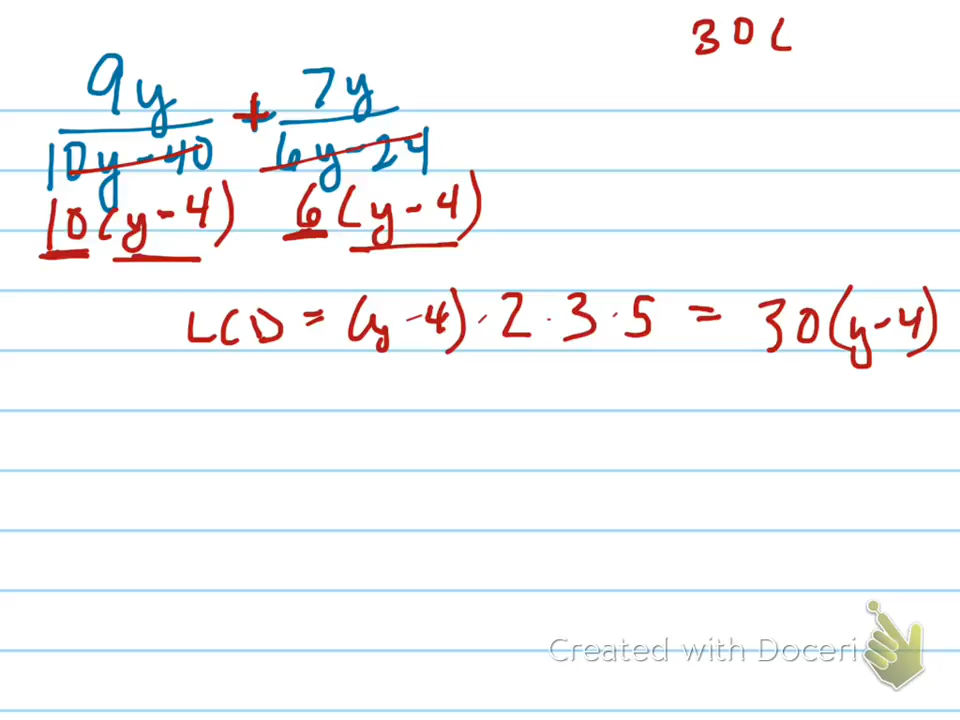 30(
9y + 7y
10y-40 6y-24
10(y-4) 6(y-4)
LCD = (y-4) · 2 · 3 · 5 = 30(y-4)
Created with Doceri